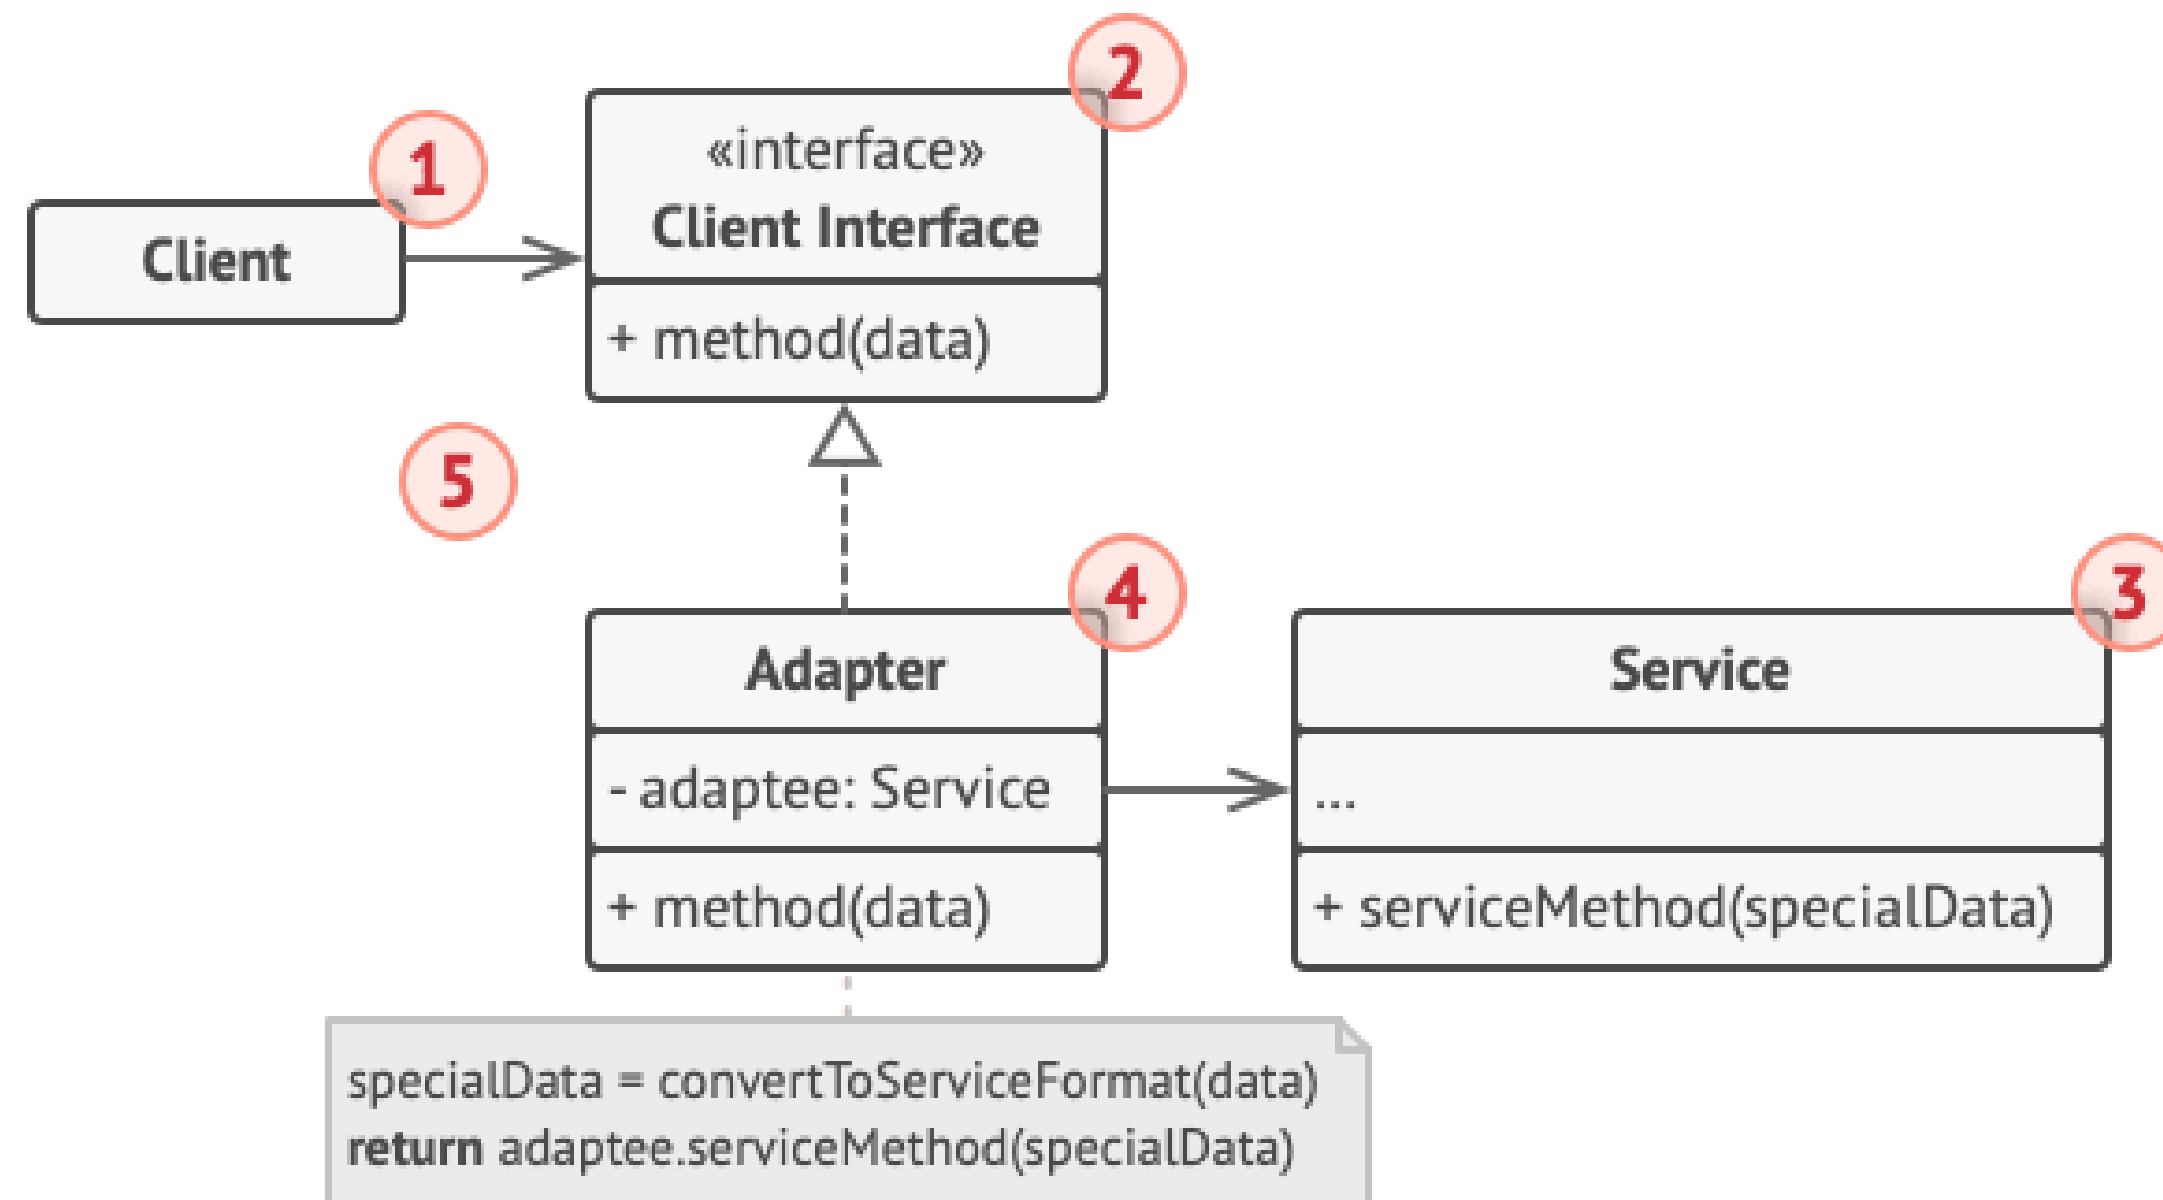 1
Client
2
«interface»
Client Interface
+ method(data)
5
4
Adapter
- adaptee: Service
+ method(data)
3
Service
...
+ serviceMethod(specialData)
specialData = convertToServiceFormat(data)
return adaptee.serviceMethod(specialData)